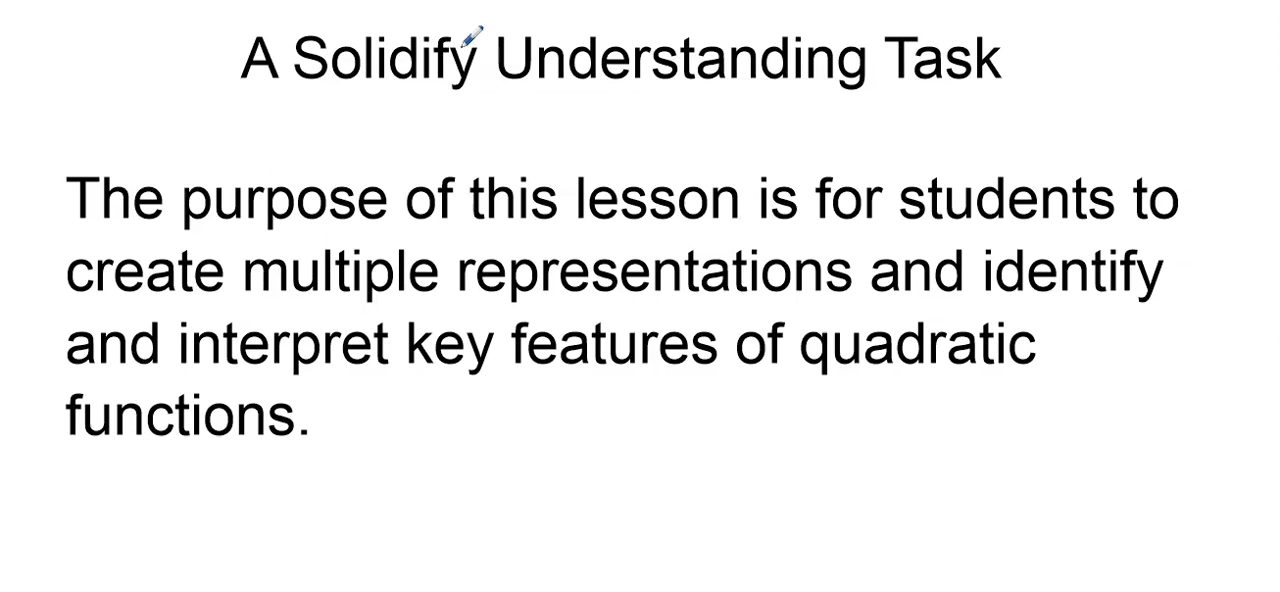 A Solidify Understanding Task
The purpose of this lesson is for students to
create multiple representations and identify
and interpret key features of quadratic
functions.